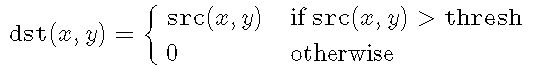 dst(x, y) = { src(x, y) if src(x, y) > thresh
0 otherwise